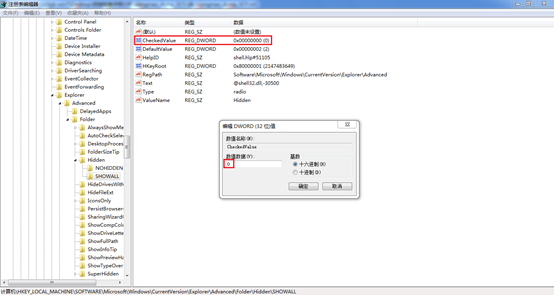 注册表编辑器
文件(F) 编辑(E) 查看(V) 收藏夹(A) 帮助(H)
Control Panel
Controls Folder
DateTime
Device Installer
Device Metadata
Diagnostics
DriverSearching
EventCollector
EventForwarding
Explorer
Advanced
DelayedApps
Folder
AlwaysShowMe
AutoCheckSelec
DesktopProces
FolderSizeTip
Hidden
NOHIDDEN
SHOWALL
HideDrivesWith
HideFileExt
IconsOnly
PersistBrowser
SharingWizard
ShowCompColo
ShowDriveLette
ShowFullPath
ShowInfoTip
ShowPreviewHa
ShowTypeOver
SuperHidden
名称 类型 数据
(默认) REG_SZ (数值未设置)
CheckedValue REG_DWORD 0x00000000 (0)
DefaultValue REG_DWORD 0x00000002 (2)
HelpID REG_SZ shell.hlp#51105
HKeyRoot REG_DWORD 0x80000001 (2147483649)
RegPath REG_SZ Software\Microsoft\Windows\CurrentVersion\Explorer\Advanced
Text REG_SZ @shell32.dll,-30500
Type REG_SZ radio
ValueName REG_SZ Hidden
编辑 DWORD (32 位)值
数值名称(N):
CheckedValue
数值数据(V):
0
基数
十六进制(H)
十进制(D)
确定 取消
计算机\HKEY_LOCAL_MACHINE\SOFTWARE\Microsoft\Windows\CurrentVersion\Explorer\Advanced\Folder\Hidden\SHOWALL